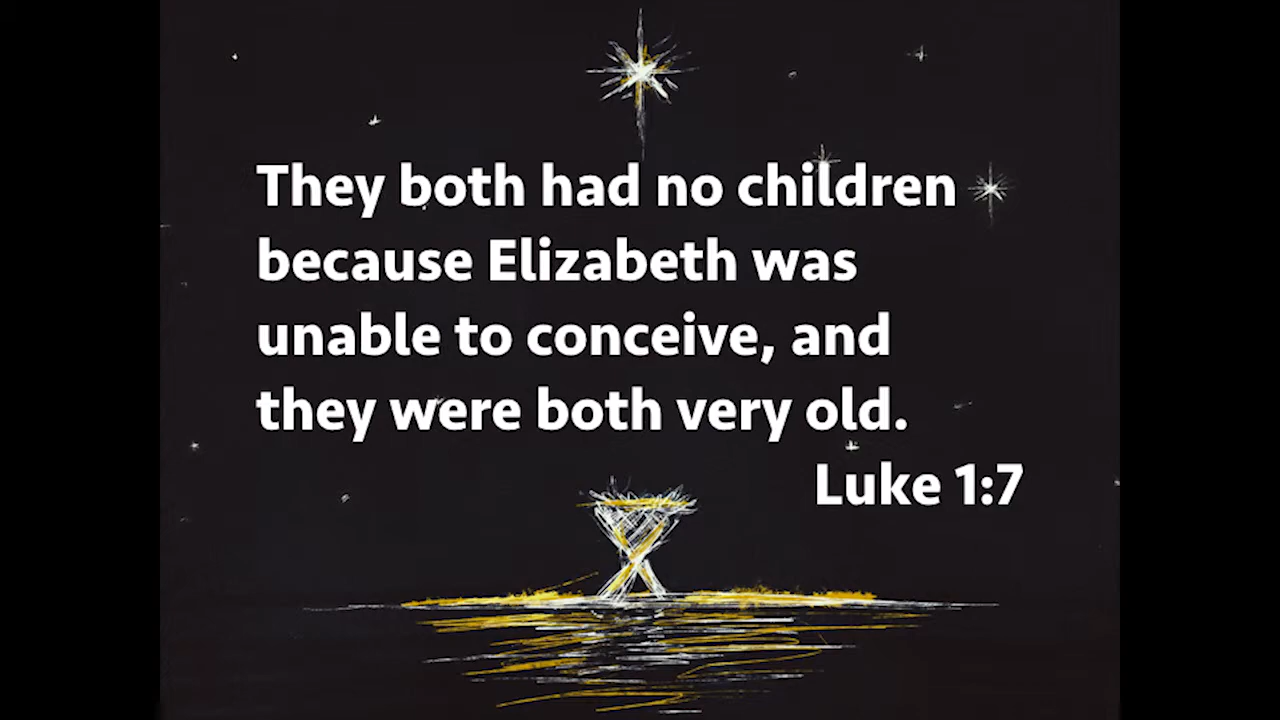 They both had no children
because Elizabeth was
unable to conceive, and
they were both very old.
Luke 1:7